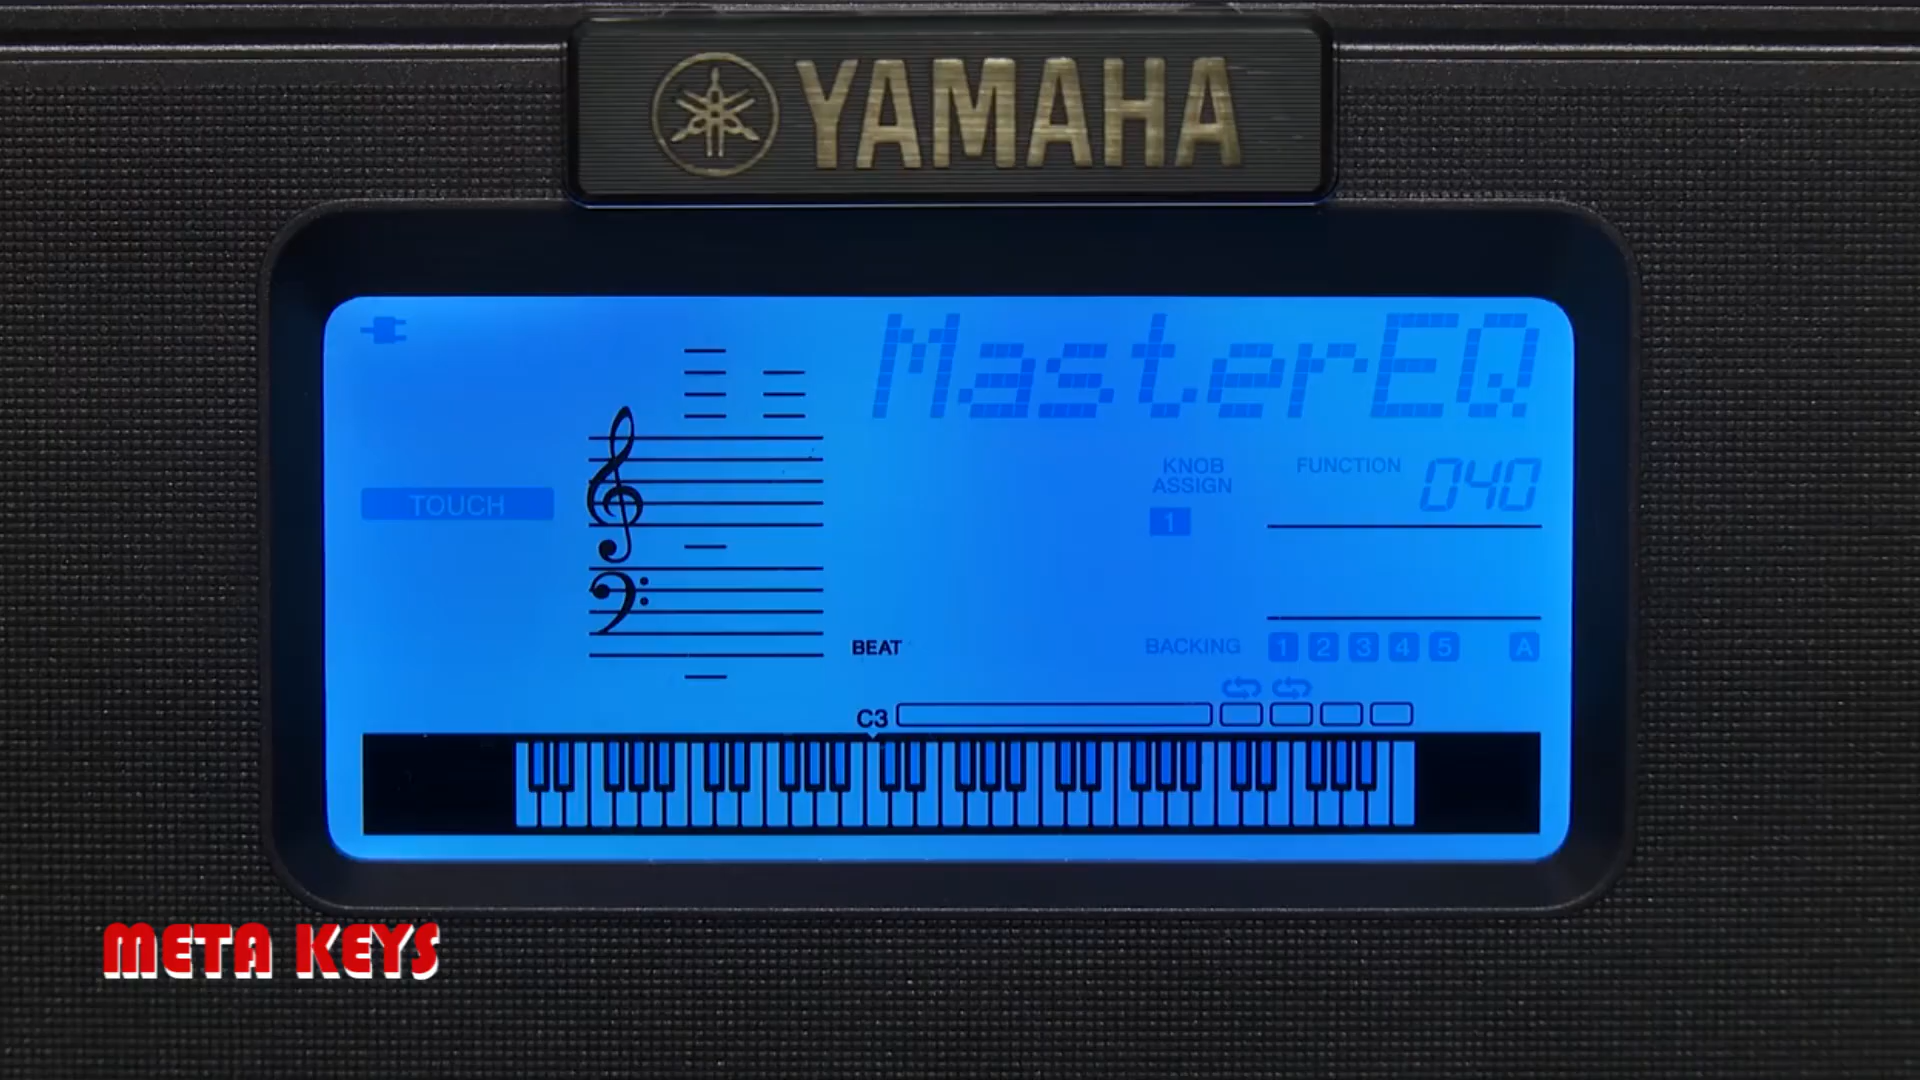 YAMAHA
MasterEQ
KNOB
ASSIGN
FUNCTION
040
1
TOUCH
BEAT
BACKING
1 2 3 4 5 A
C3
META KEYS